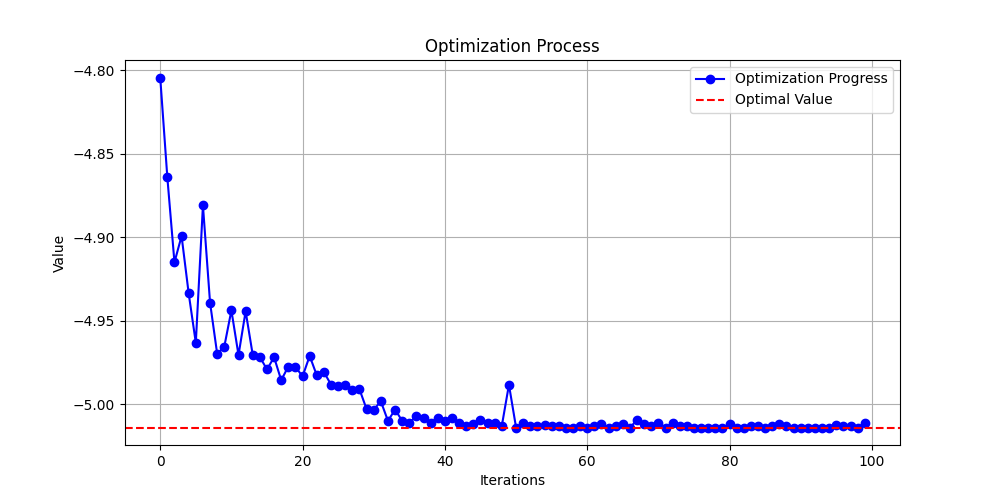 Optimization Process
Optimization Progress
Optimal Value
−4.80
−4.85
−4.90
−4.95
−5.00
Value
0
20
40
60
80
100
Iterations